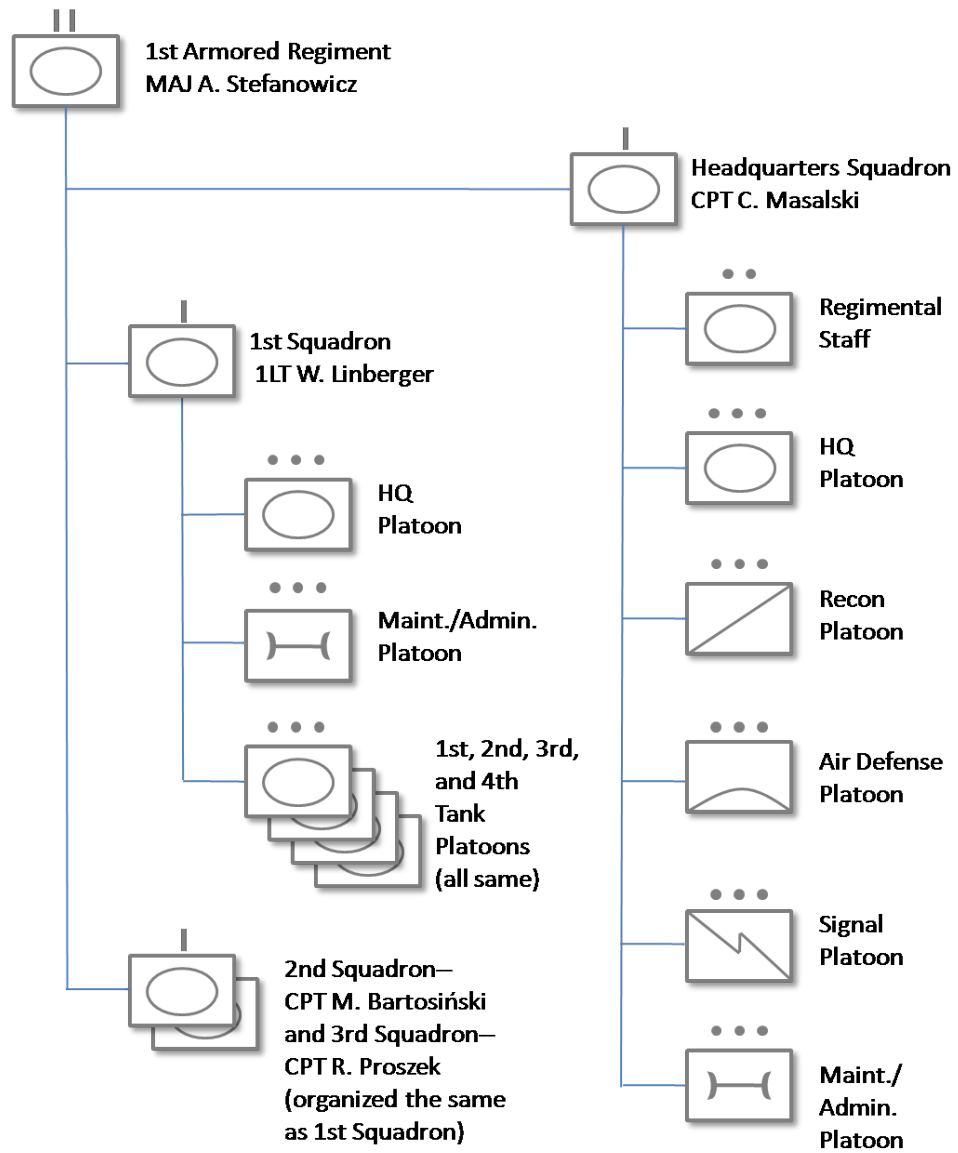 1st Armored Regiment
MAJ A. Stefanowicz
Headquarters Squadron
CPT C. Masalski
Regimental
Staff
HQ
Platoon
Recon
Platoon
Air Defense
Platoon
Signal
Platoon
Maint./
Admin.
Platoon
1st Squadron
1LT W. Linberger
HQ
Platoon
Maint./Admin.
Platoon
1st, 2nd, 3rd,
and 4th
Tank
Platoons
(all same)
2nd Squadron—
CPT M. Bartosiński
and 3rd Squadron—
CPT R. Proszek
(organized the same
as 1st Squadron)